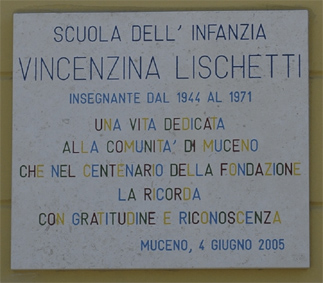 SCUOLA DELL' INFANZIA
VINCENZINA LISCHETTI
INSEGNANTE DAL 1944 AL 1971
UNA VITA DEDICATA
ALLA COMUNITA' DI MUCENO
CHE NEL CENTENARIO DELLA FONDAZIONE
LA RICORDA
CON GRATITUDINE E RICONOSCENZA
MUCENO, 4 GIUGNO 2005